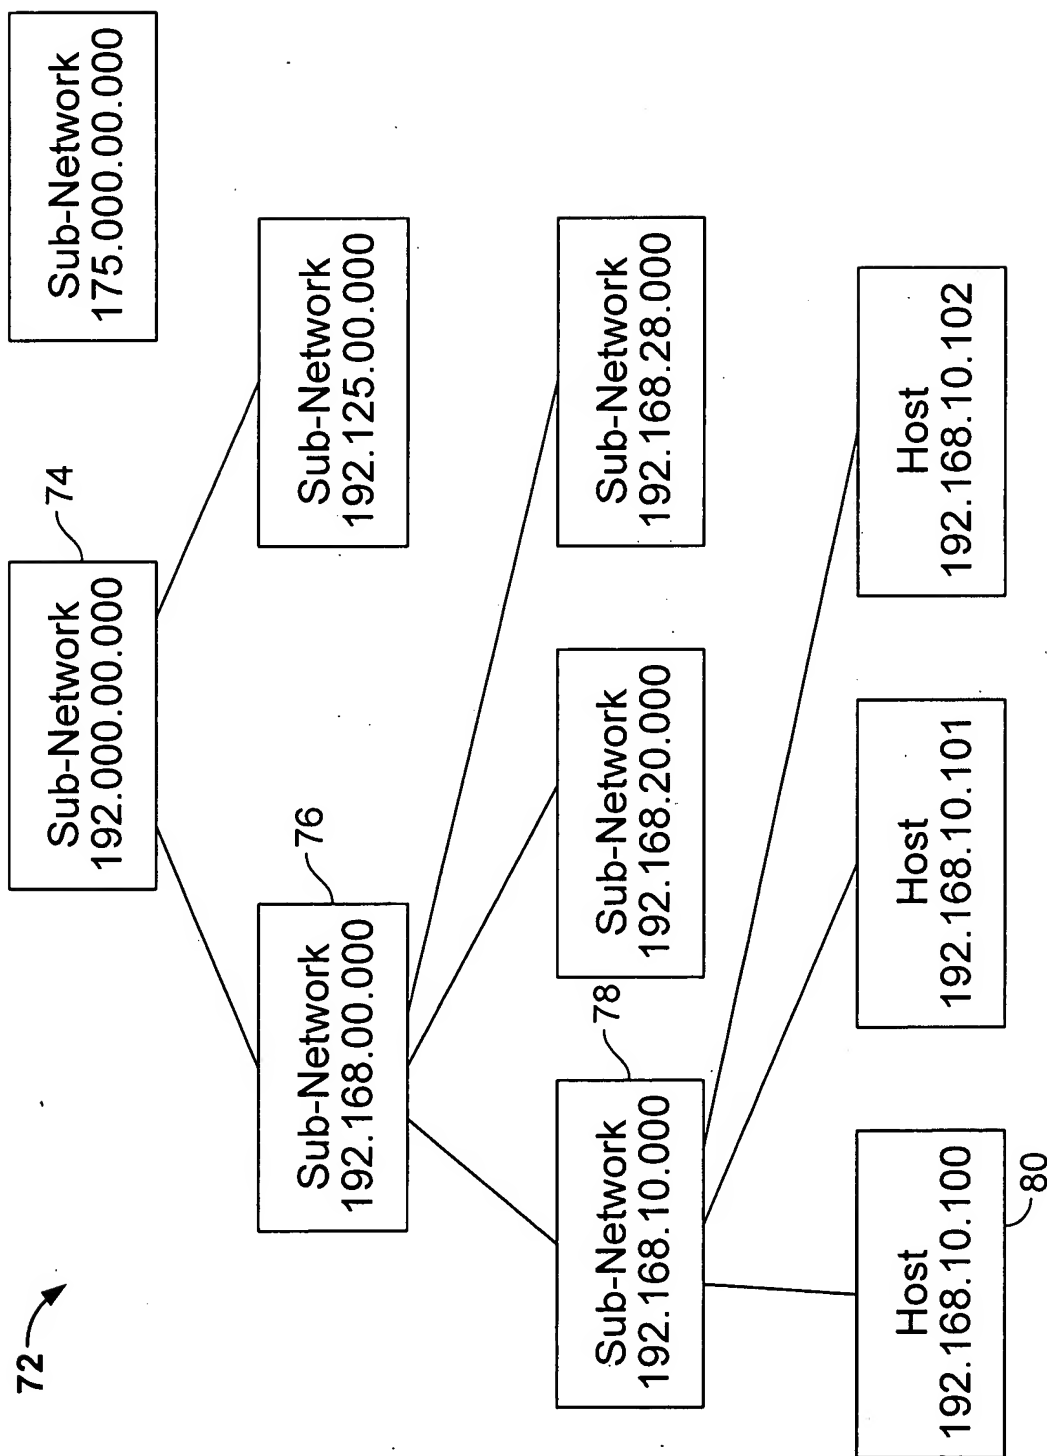 72
Sub-Network
192.000.00.000
74
Sub-Network
175.000.00.000
Sub-Network
192.168.00.000
76
Sub-Network
192.125.00.000
Sub-Network
192.168.10.000
78
Sub-Network
192.168.20.000
Sub-Network
192.168.28.000
Host
192.168.10.100
80
Host
192.168.10.101
Host
192.168.10.102